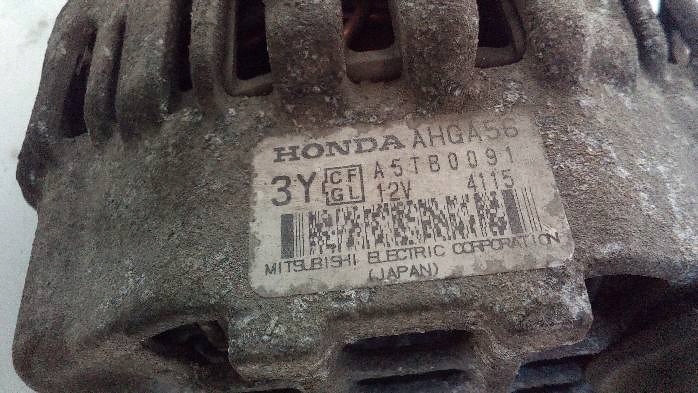 HONDA AHGA56
3Y CF GL A5TB0091
12V 4115
MITSUBISHI ELECTRIC CORPORATION
(JAPAN)